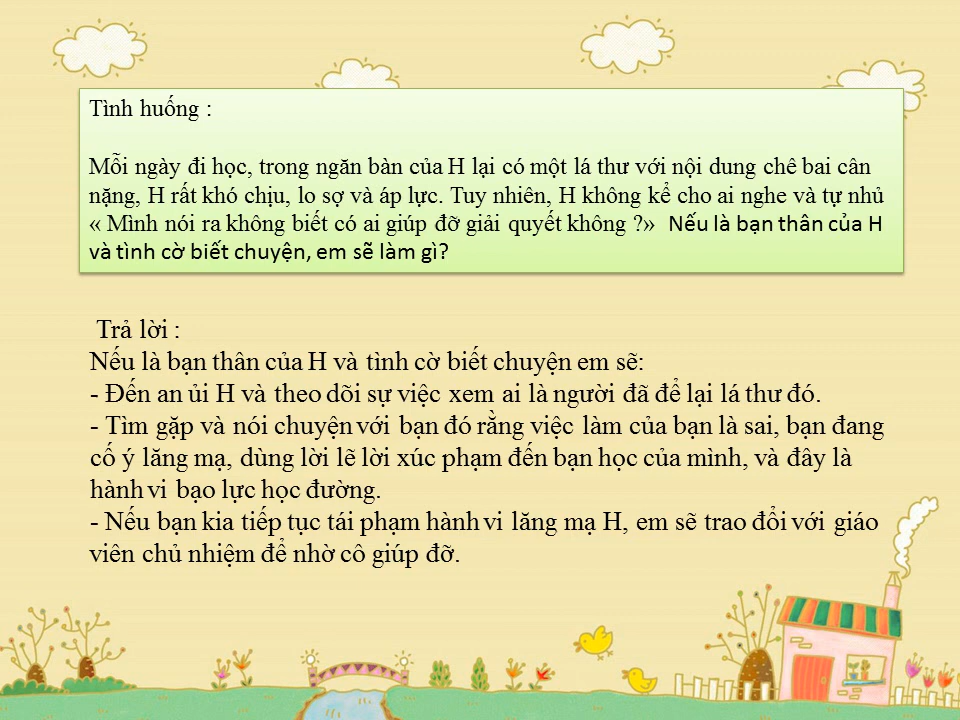 Tình huống :
Mỗi ngày đi học, trong ngăn bàn của H lại có một lá thư với nội dung chê bai cân
nặng, H rất khó chịu, lo sợ và áp lực. Tuy nhiên, H không kể cho ai nghe và tự nhủ
« Mình nói ra không biết có ai giúp đỡ giải quyết không ?» Nếu là bạn thân của H
và tình cờ biết chuyện, em sẽ làm gì?
Trả lời :
Nếu là bạn thân của H và tình cờ biết chuyện em sẽ:
- Đến an ủi H và theo dõi sự việc xem ai là người đã để lại lá thư đó.
- Tìm gặp và nói chuyện với bạn đó rằng việc làm của bạn là sai, bạn đang
cố ý lăng mạ, dùng lời lẽ lời xúc phạm đến bạn học của mình, và đây là
hành vi bạo lực học đường.
- Nếu bạn kia tiếp tục tái phạm hành vi lăng mạ H, em sẽ trao đổi với giáo
viên chủ nhiệm để nhờ cô giúp đỡ.